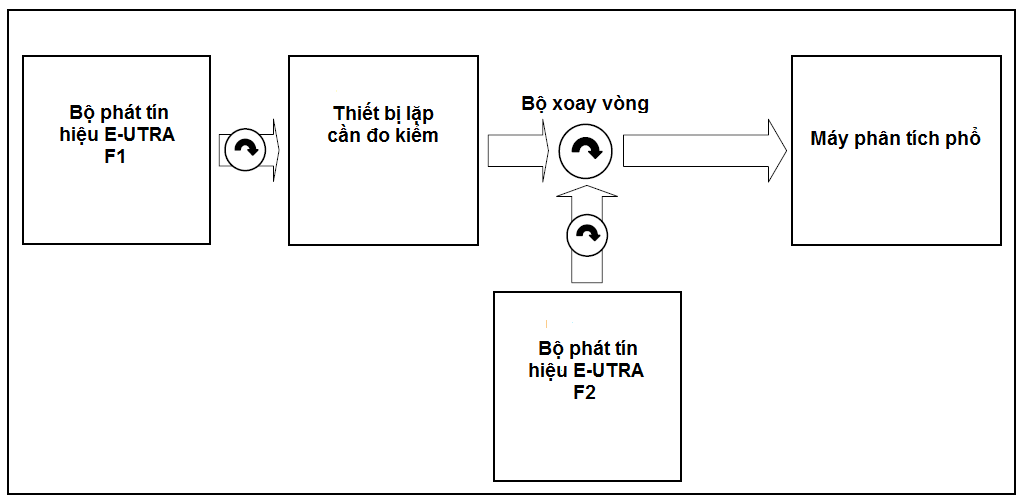 Bộ phát tín
hiệu E-UTRA
F1
Thiết bị lặp
cần đo kiểm
Bộ xoay vòng
Máy phân tích phổ
Bộ phát tín
hiệu E-UTRA
F2